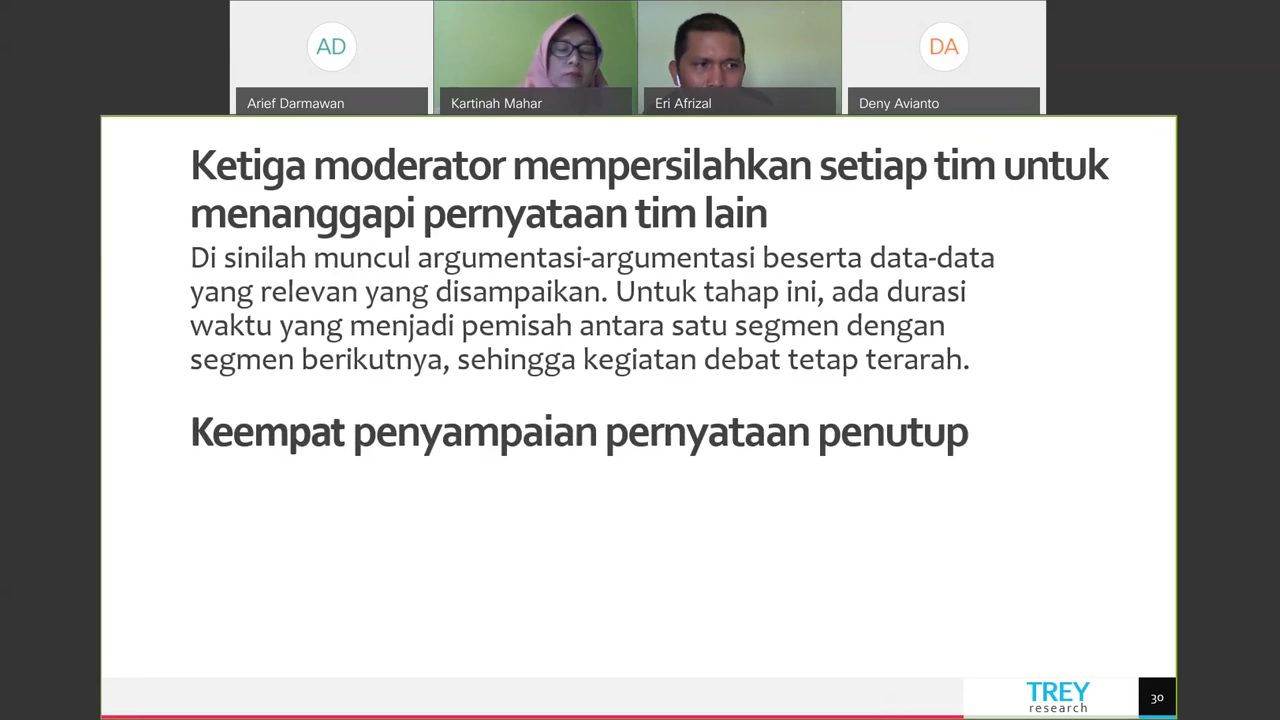 AD
DA
Arief Darmawan
Kartinah Mahar
Eri Afrizal
Deny Avianto
Ketiga moderator mempersilahkan setiap tim untuk
menanggapi pernyataan tim lain
Di sinilah muncul argumentasi-argumentasi beserta data-data
yang relevan yang disampaikan. Untuk tahap ini, ada durasi
waktu yang menjadi pemisah antara satu segmen dengan
segmen berikutnya, sehingga kegiatan debat tetap terarah.
Keempat penyampaian pernyataan penutup
TREY
research
30